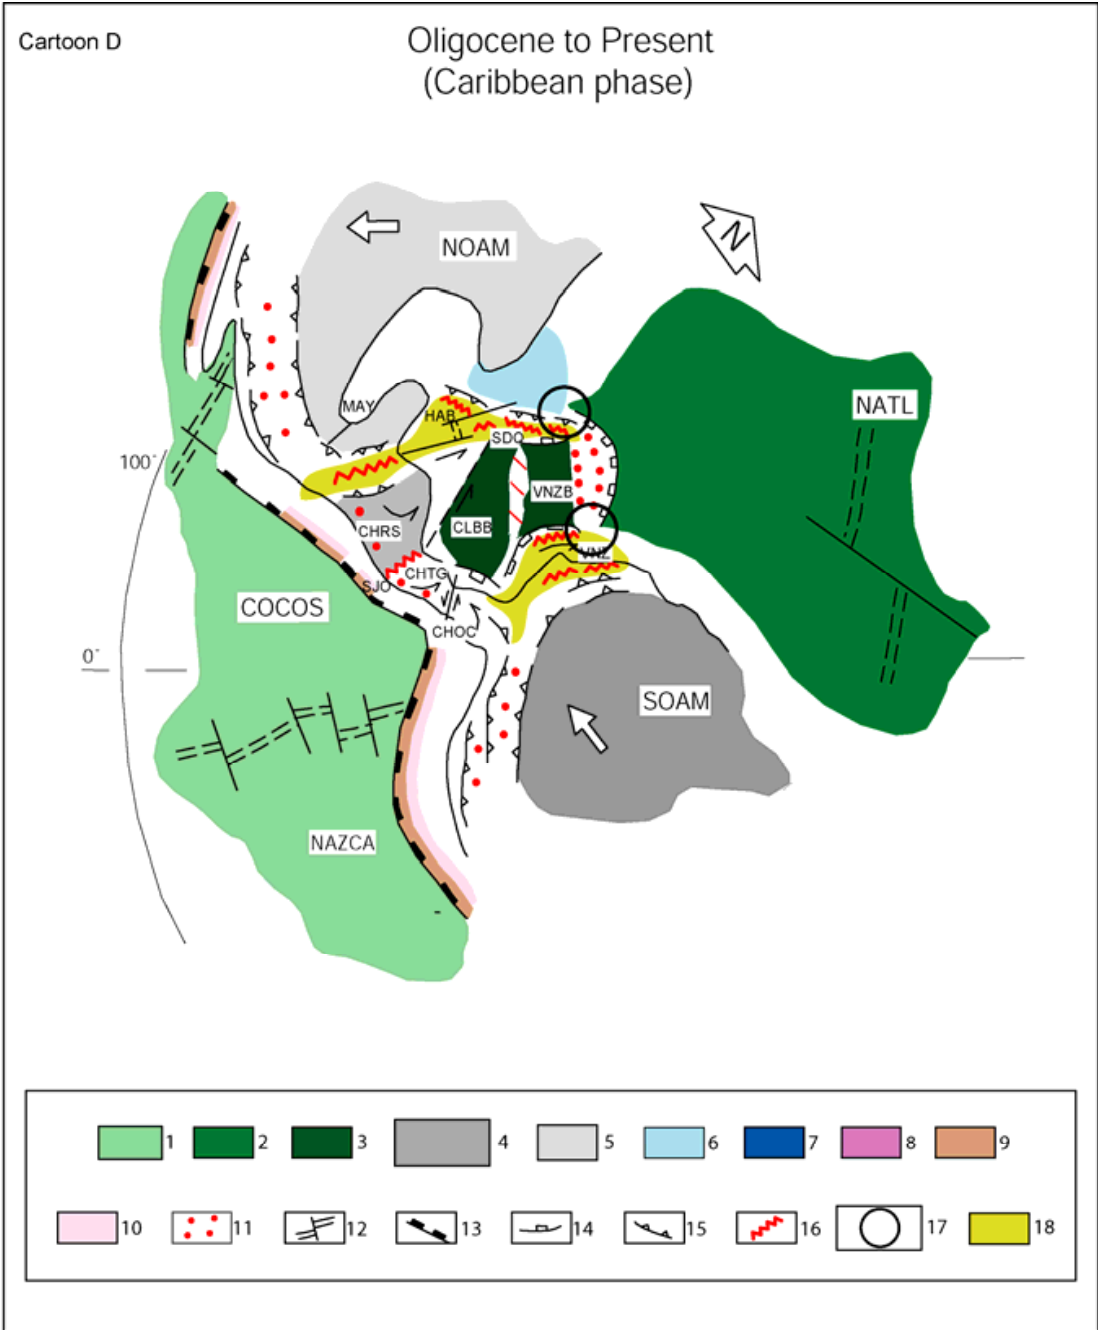 Cartoon D
Oligocene to Present
(Caribbean phase)
NOAM
N
NATL
MAY
HAB
SDO
100°
VNZB
CHRS
CLBB
VNZ
CHTG
SJO
COCOS
CHOC
0°
SOAM
NAZCA
1 2 3 4 5 6 7 8 9
10 11 12 13 14 15 16 17 18